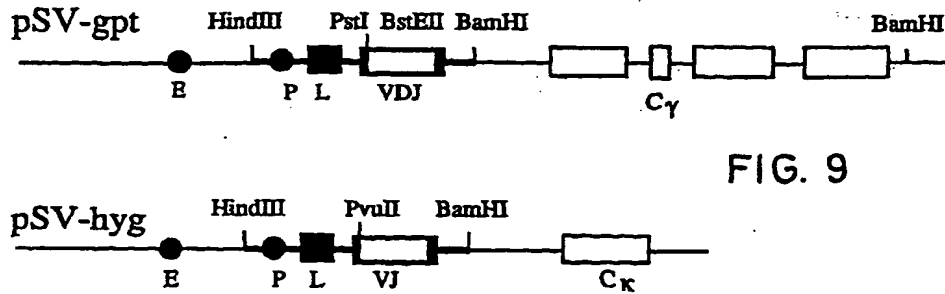 pSV-gpt
HindIII PstI BstEII BamHI BamHI
E P L VDJ Cγ
FIG. 9
pSV-hyg
HindIII PvuII BamHI
E P L VJ Cκ